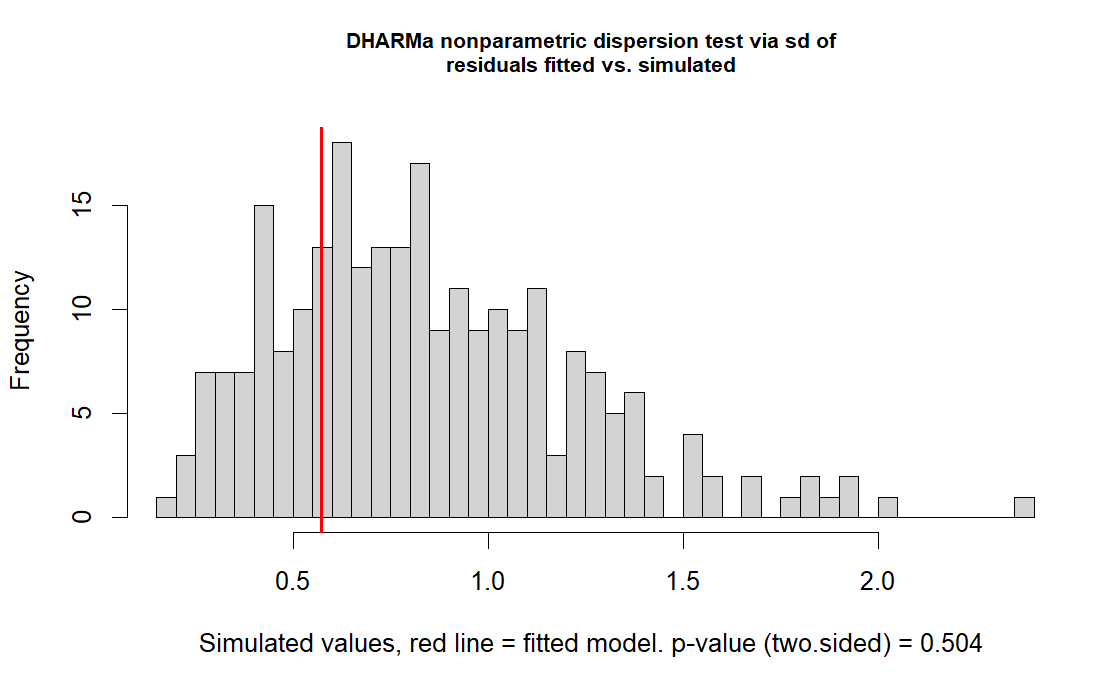 DHARMa nonparametric dispersion test via sd of
residuals fitted vs. simulated
Frequency
15
10
5
0
0.5 1.0 1.5 2.0
Simulated values, red line = fitted model. p-value (two.sided) = 0.504